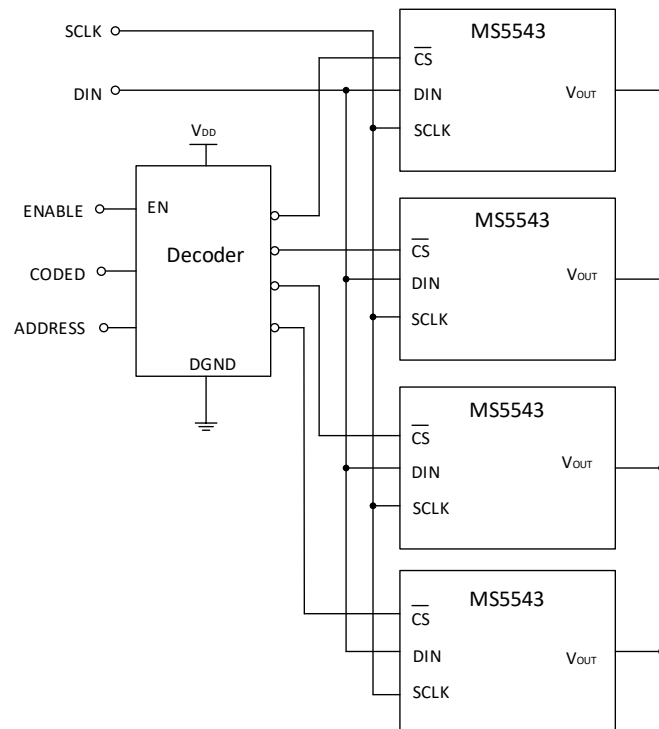 SCLK
DIN
VDD
ENABLE
EN
Decoder
CODED
ADDRESS
DGND
MS5543
CS
DIN
VOUT
SCLK
MS5543
CS
DIN
VOUT
SCLK
MS5543
CS
DIN
VOUT
SCLK
MS5543
CS
DIN
VOUT
SCLK